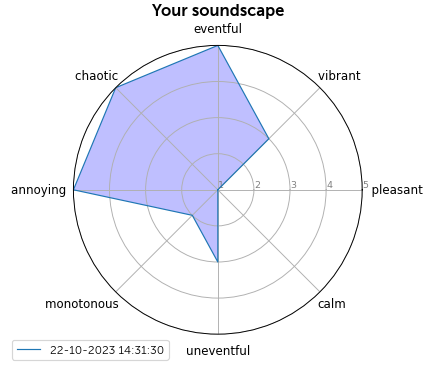 Your soundscape
eventful
chaotic
vibrant
annoying
1
2
3
4
5
pleasant
monotonous
calm
22-10-2023 14:31:30
uneventful